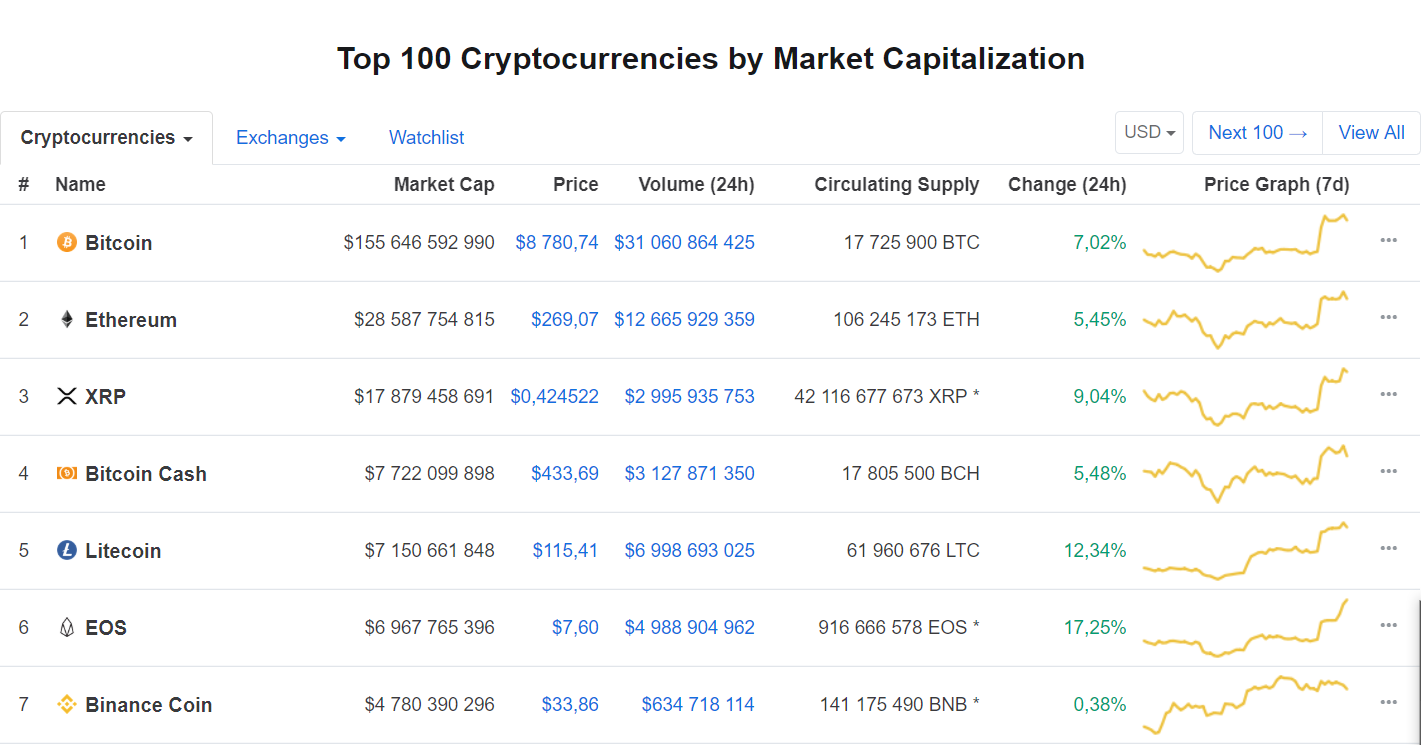 Top 100 Cryptocurrencies by Market Capitalization
Cryptocurrencies Exchanges Watchlist USD Next 100 → View All
# Name Market Cap Price Volume (24h) Circulating Supply Change (24h) Price Graph (7d)
1 Bitcoin $155 646 592 990 $8 780,74 $31 060 864 425 17 725 900 BTC 7,02%
2 Ethereum $28 587 754 815 $269,07 $12 665 929 359 106 245 173 ETH 5,45%
3 XRP $17 879 458 691 $0,424522 $2 995 935 753 42 116 677 673 XRP * 9,04%
4 Bitcoin Cash $7 722 099 898 $433,69 $3 127 871 350 17 805 500 BCH 5,48%
5 Litecoin $7 150 661 848 $115,41 $6 998 693 025 61 960 676 LTC 12,34%
6 EOS $6 967 765 396 $7,60 $4 988 904 962 916 666 578 EOS * 17,25%
7 Binance Coin $4 780 390 296 $33,86 $634 718 114 141 175 490 BNB * 0,38%